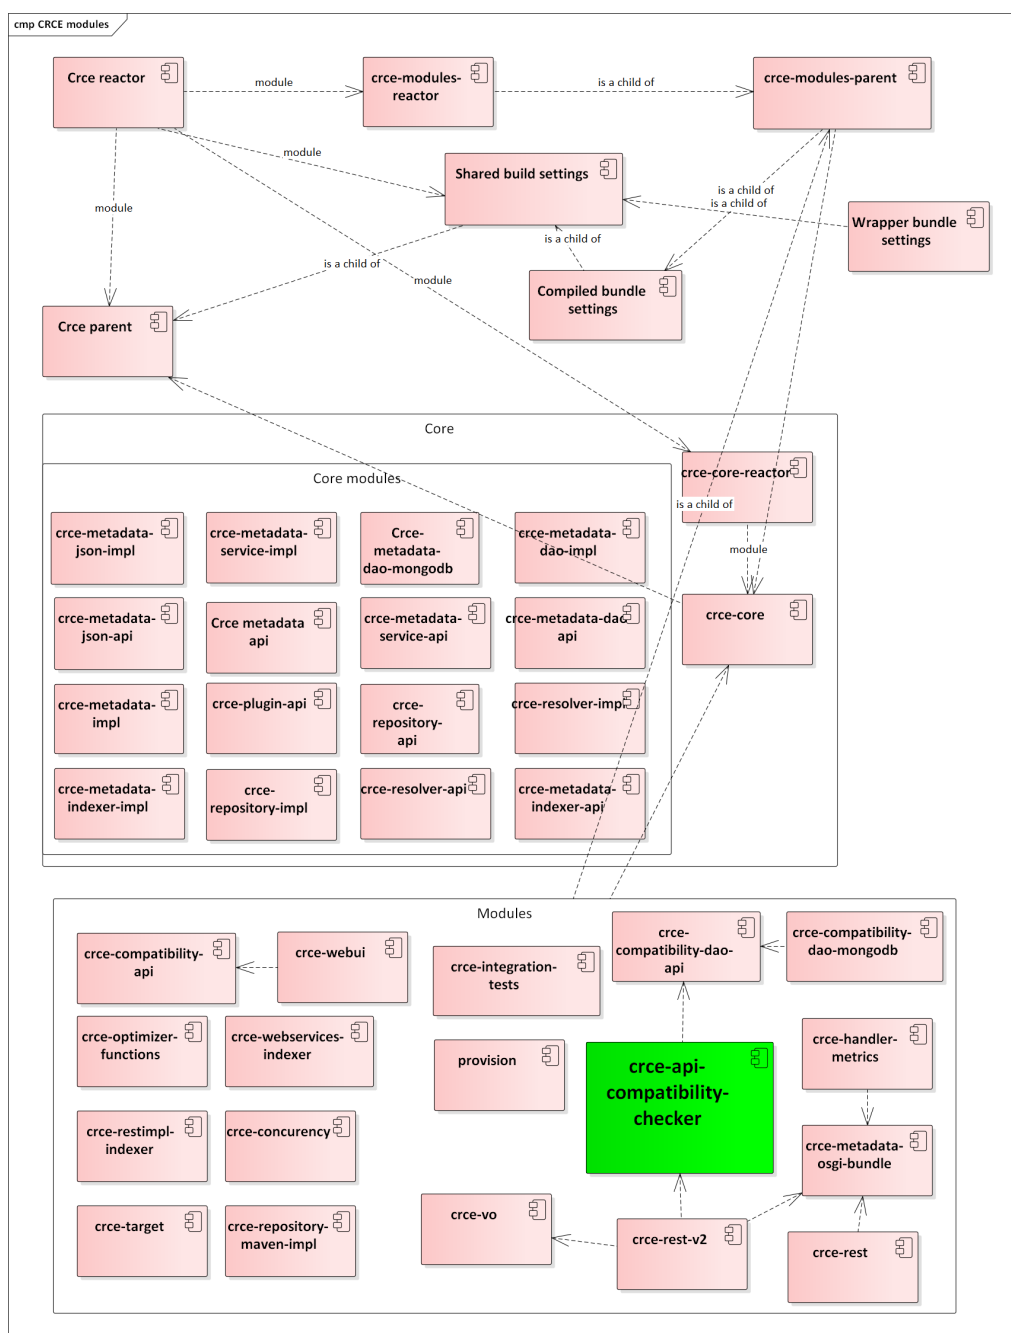 cmp CRCE modules
Crce reactor
module
crce-modules-
reactor
is a child of
crce-modules-parent
module
Shared build settings
is a child of
is a child of
Wrapper bundle
settings
module
is a child of
is a child of
module
Compiled bundle
settings
Crce parent
Core
Core modules
crce-core-reactor
is a child of
module
crce-core
crce-metadata-
json-impl
crce-metadata-
service-impl
Crce-
metadata-
dao-mongodb
crce-metadata-
dao-impl
crce-metadata-
json-api
Crce metadata
api
crce-metadata-
service-api
crce-metadata-dao
api
crce-metadata-
impl
crce-plugin-api
crce-
repository-
api
crce-resolver-impl
crce-metadata-
indexer-impl
crce-
repository-impl
crce-resolver-api
crce-metadata-
indexer-api
Modules
crce-compatibility-
api
crce-webui
crce-integration-
tests
crce-
compatibility-dao-
api
crce-compatibility-
dao-mongodb
crce-optimizer-
functions
crce-webservices-
indexer
provision
crce-api-
compatibility-
checker
crce-handler-
metrics
crce-restimpl-
indexer
crce-concurency
crce-metadata-
osgi-bundle
crce-target
crce-repository-
maven-impl
crce-vo
crce-rest-v2
crce-rest